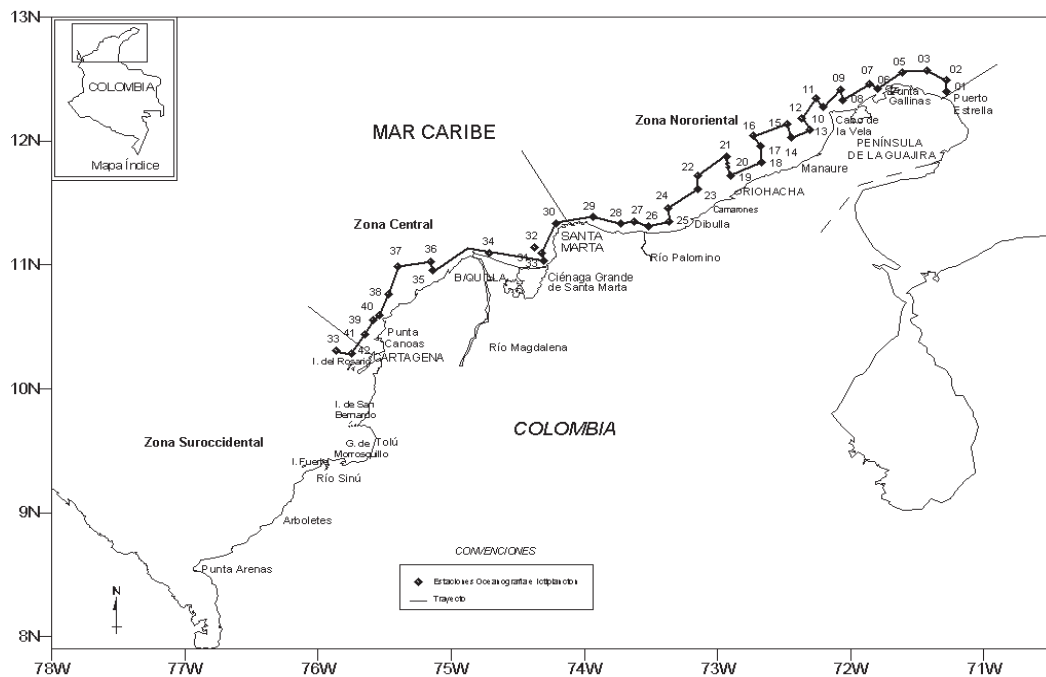 13N
12N
11N
10N
9N
8N
78W
77W
76W
75W
74W
73W
72W
71W
COLOMBIA
Mapa Índice
MAR CARIBE
Zona Nororiental
Zona Central
Zona Suroccidental
COLOMBIA
01
02
03
05
06
07
08
09
10
11
12
13
14
15
16
17
18
19
20
21
22
23
24
25
26
27
28
29
30
31
32
33
34
35
36
37
38
39
40
41
42
33
Puerto
Estrella
Punta
Gallinas
Cabo de
la Vela
PENÍNSULA
DE LA GUAJIRA
Manaure
RIOHACHA
Camarones
Dibulla
Río Palomino
SANTA
MARTA
Ciénaga Grande
de Santa Marta
B/QUILLA
Río Magdalena
Punta
Canoas
CARTAGENA
I. del Rosario
I. de San
Bernardo
G. de
Morrosquillo
Tolú
I. Fuerte
Río Sinú
Arboletes
Punta Arenas
N
CONVENCIONES
Estaciones Oceanografía e
Trayecto